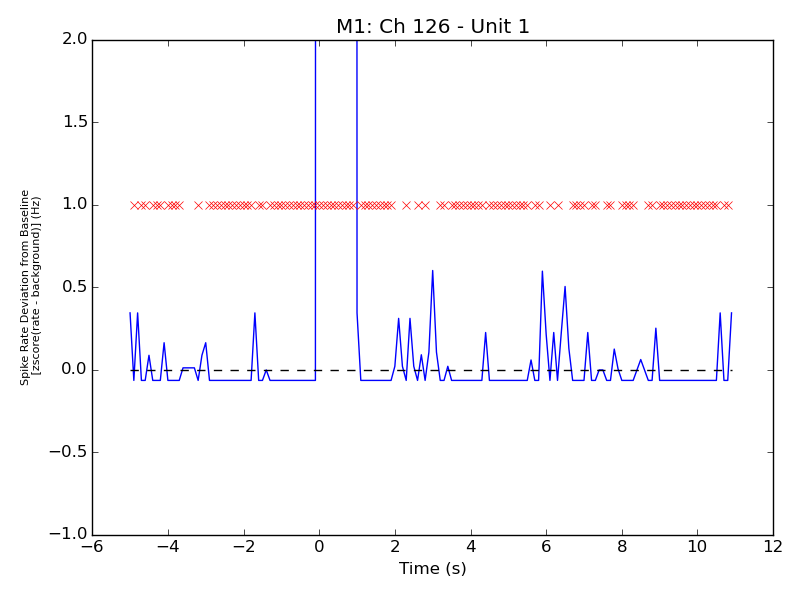 M1: Ch 126 - Unit 1
2.0
1.5
1.0
0.5
0.0
−0.5
−1.0
Spike Rate Deviation from Baseline
[zscore(rate - background)] (Hz)
−6 −4 −2 0 2 4 6 8 10 12
Time (s)